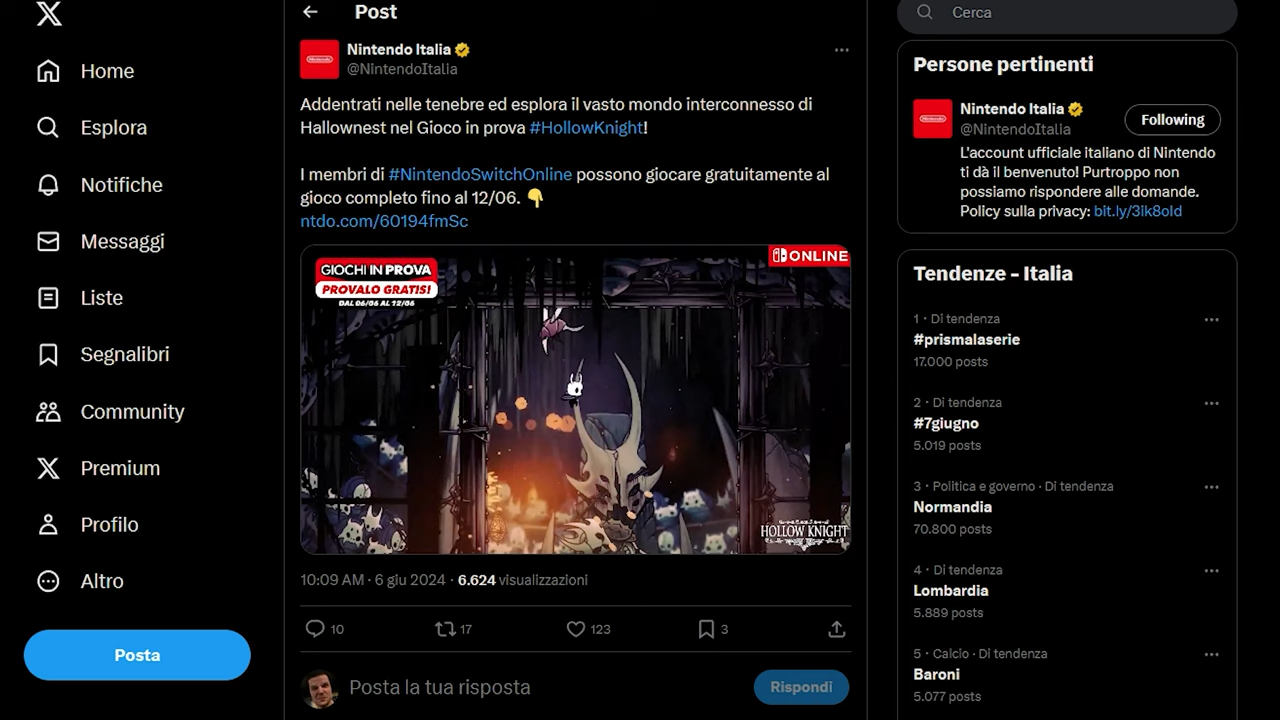 Home
Esplora
Notifiche
Messaggi
Liste
Segnalibri
Community
Premium
Profilo
Altro
Posta
Post
Nintendo Italia
@NintendoItalia
Addentrati nelle tenebre ed esplora il vasto mondo interconnesso di
Hallownest nel Gioco in prova #HollowKnight!
I membri di #NintendoSwitchOnline possono giocare gratuitamente al
gioco completo fino al 12/06. 👇
ntdo.com/60194fmSc
GIOCHI IN PROVA
PROVALO GRATIS!
DAL 06/06 AL 12/06
ONLINE
HOLLOW KNIGHT
10:09 AM · 6 giu 2024 · 6.624 visualizzazioni
10 17 123 3
Posta la tua risposta
Rispondi
Cerca
Persone pertinenti
Nintendo Italia
@NintendoItalia
Following
L'account ufficiale italiano di Nintendo
ti dà il benvenuto! Purtroppo non
possiamo rispondere alle domande.
Policy sulla privacy: bit.ly/3ik8old
Tendenze - Italia
1 · Di tendenza
#prismalaserie
17.000 posts
2 · Di tendenza
#7giugno
5.019 posts
3 · Politica e governo · Di tendenza
Normandia
70.800 posts
4 · Di tendenza
Lombardia
5.889 posts
5 · Calcio · Di tendenza
Baroni
5.077 posts